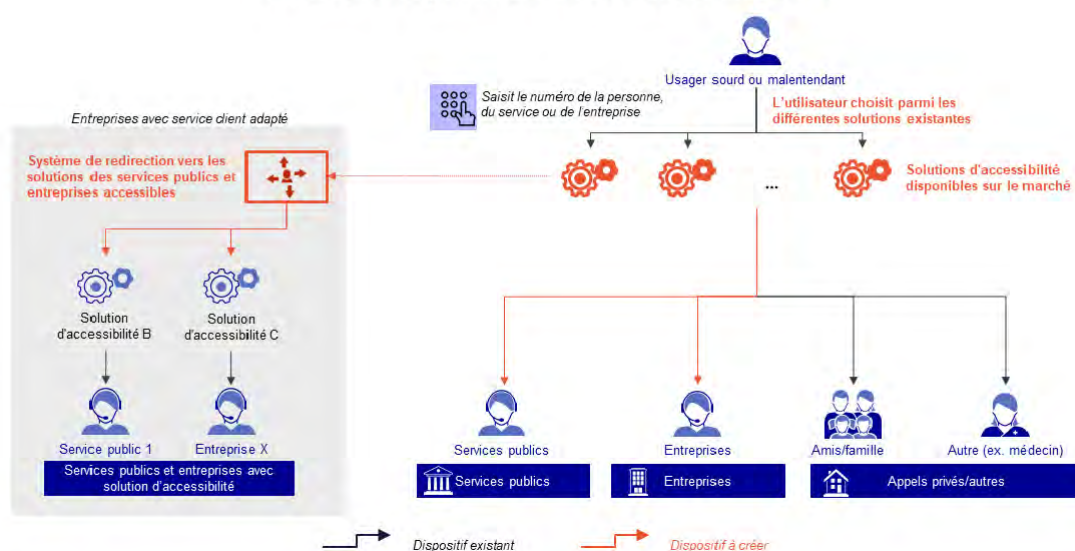 Usager sourd ou malentendant
Saisit le numéro de la personne,
du service ou de l'entreprise
L'utilisateur choisit parmi les
différentes solutions existantes
Entreprises avec service client adapté
Système de redirection vers les
solutions des services publics et
entreprises accessibles
...
Solutions d'accessibilité
disponibles sur le marché
Solution
d'accessibilité B
Solution
d'accessibilité C
Service public 1
Entreprise X
Services publics et entreprises avec
solution d'accessibilité
Services publics
Entreprises
Amis/famille
Autre (ex. médecin)
Services publics
Entreprises
Appels privés/autres
Dispositif existant
Dispositif à créer